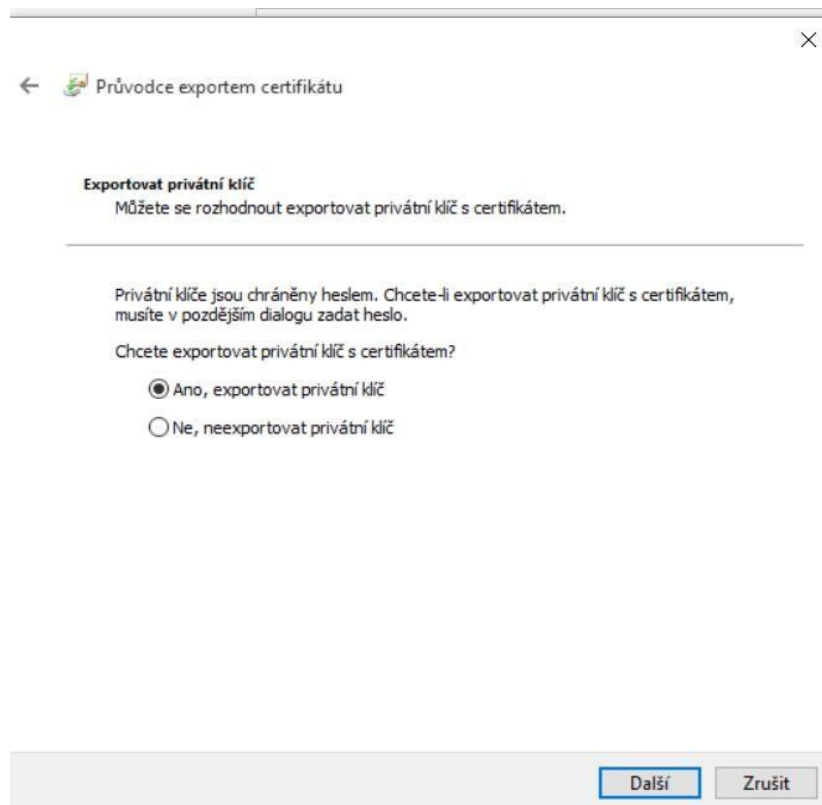 Průvodce exportem certifikátu
Exportovat privátní klíč
Můžete se rozhodnout exportovat privátní klíč s certifikátem.
Privátní klíče jsou chráněny heslem. Chcete-li exportovat privátní klíč s certifikátem,
musíte v pozdějším dialogu zadat heslo.
Chcete exportovat privátní klíč s certifikátem?
Ano, exportovat privátní klíč
Ne, neexportovat privátní klíč
Další Zrušit